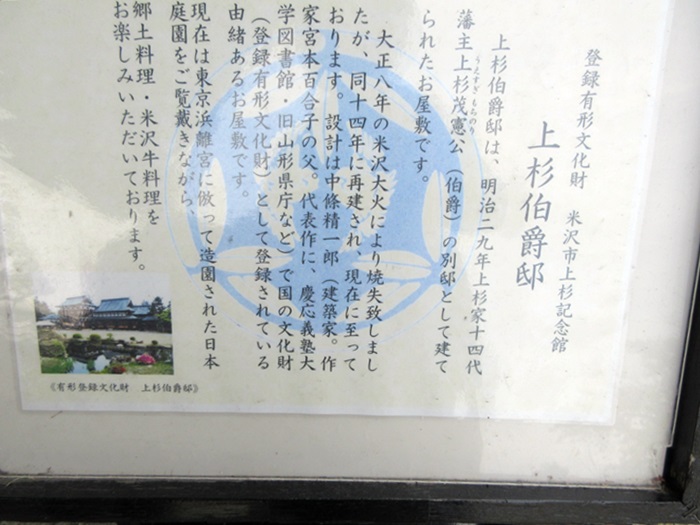 登録有形文化財 米沢市上杉記念館
上杉伯爵邸
上杉伯爵邸は、明治二九年上杉家十四代
うえすぎ もちのり
藩主上杉茂憲公（伯爵）の別邸として建て
られたお屋敷です。
大正八年の米沢大火により焼失致しまし
たが、同十四年に再建され、現在に至って
おります。設計は中條精一郎（建築家。作
家宮本百合子の父。代表作に、慶応義塾大
学図書館・旧山形県庁など）で国の文化財
（登録有形文化財）として登録されている
由緒あるお屋敷です。
現在は東京浜離宮に倣って造園された日本
庭園をご覧戴きながら、
郷土料理・米沢牛料理を
お楽しみいただいております。
《有形登録文化財 上杉伯爵邸》